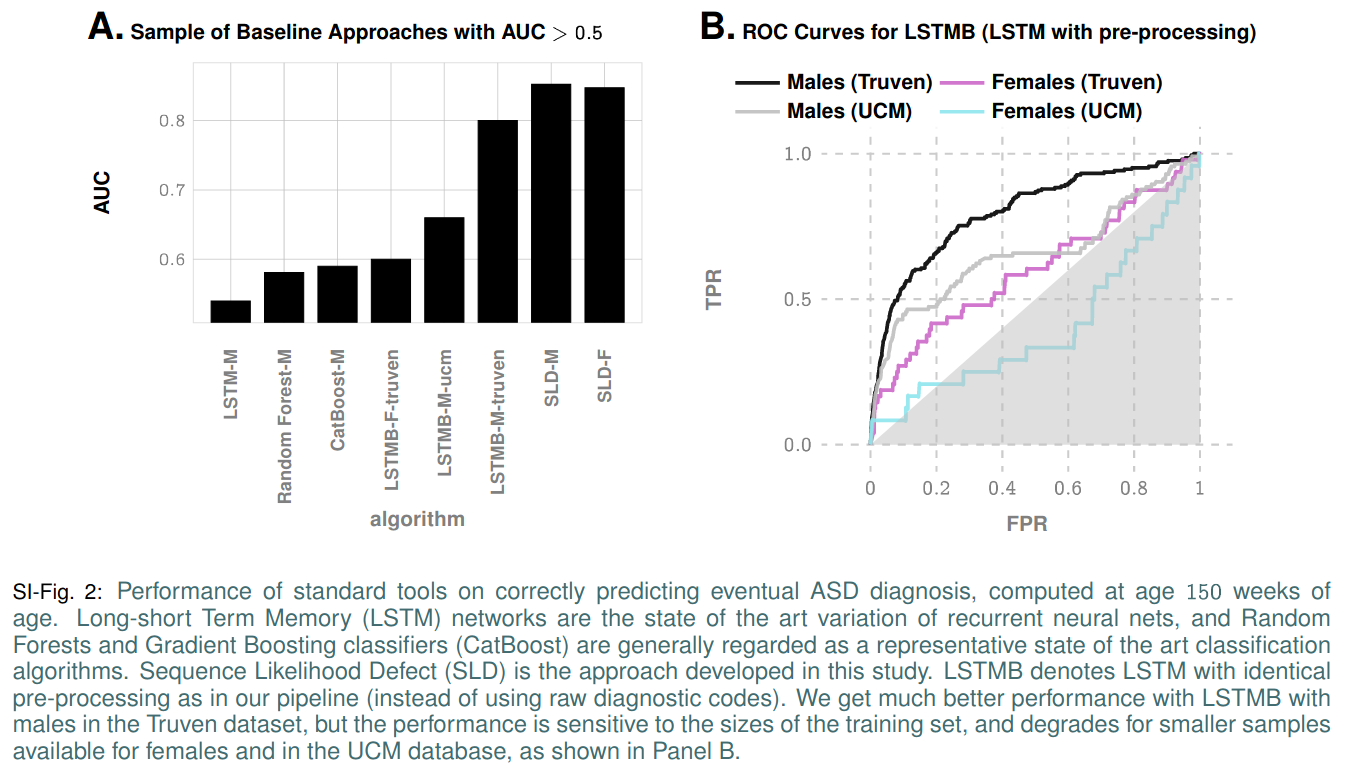 A. Sample of Baseline Approaches with AUC > 0.5
AUC
0.8
0.7
0.6
LSTM-M
Random Forest-M
CatBoost-M
LSTMB-F-truven
LSTMB-M-ucm
LSTMB-M-truven
SLD-M
SLD-F
algorithm
B. ROC Curves for LSTMB (LSTM with pre-processing)
Males (Truven) Females (Truven)
Males (UCM) Females (UCM)
TPR
1.0
0.5
0.0
0 0.2 0.4 0.6 0.8 1
FPR
SI-Fig. 2: Performance of standard tools on correctly predicting eventual ASD diagnosis, computed at age 150 weeks of
age. Long-short Term Memory (LSTM) networks are the state of the art variation of recurrent neural nets, and Random
Forests and Gradient Boosting classifiers (CatBoost) are generally regarded as a representative state of the art classification
algorithms. Sequence Likelihood Defect (SLD) is the approach developed in this study. LSTMB denotes LSTM with identical
pre-processing as in our pipeline (instead of using raw diagnostic codes). We get much better performance with LSTMB with
males in the Truven dataset, but the performance is sensitive to the sizes of the training set, and degrades for smaller samples
available for females and in the UCM database, as shown in Panel B.